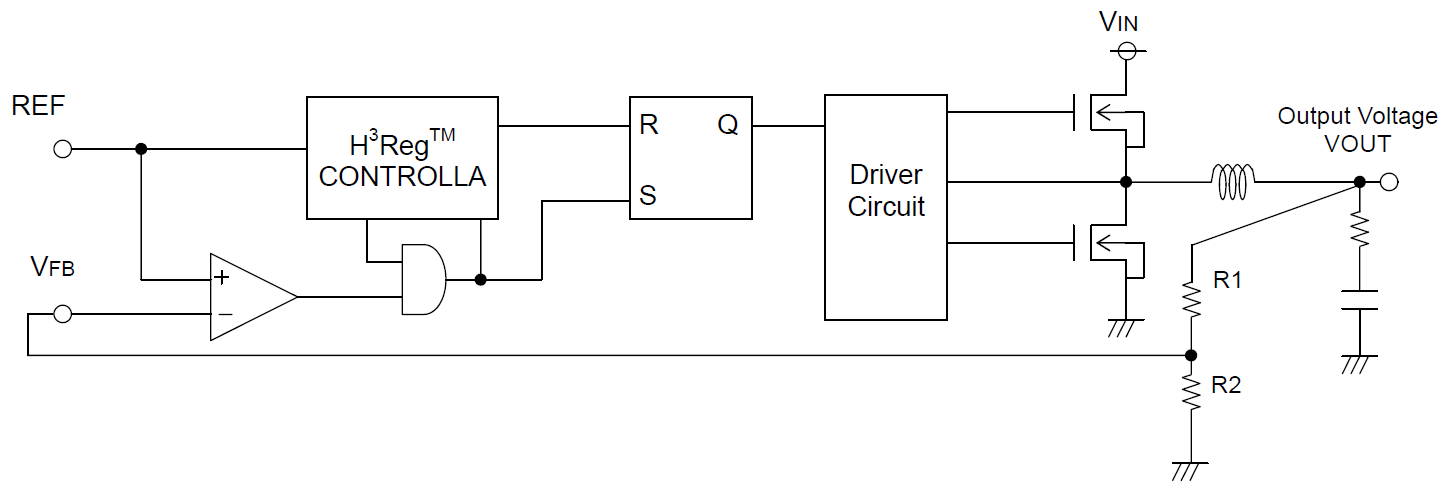 VIN
REF
H3RegTM
CONTROLLA
R
Q
S
Driver
Circuit
Output Voltage
VOUT
VFB
+
−
R1
R2